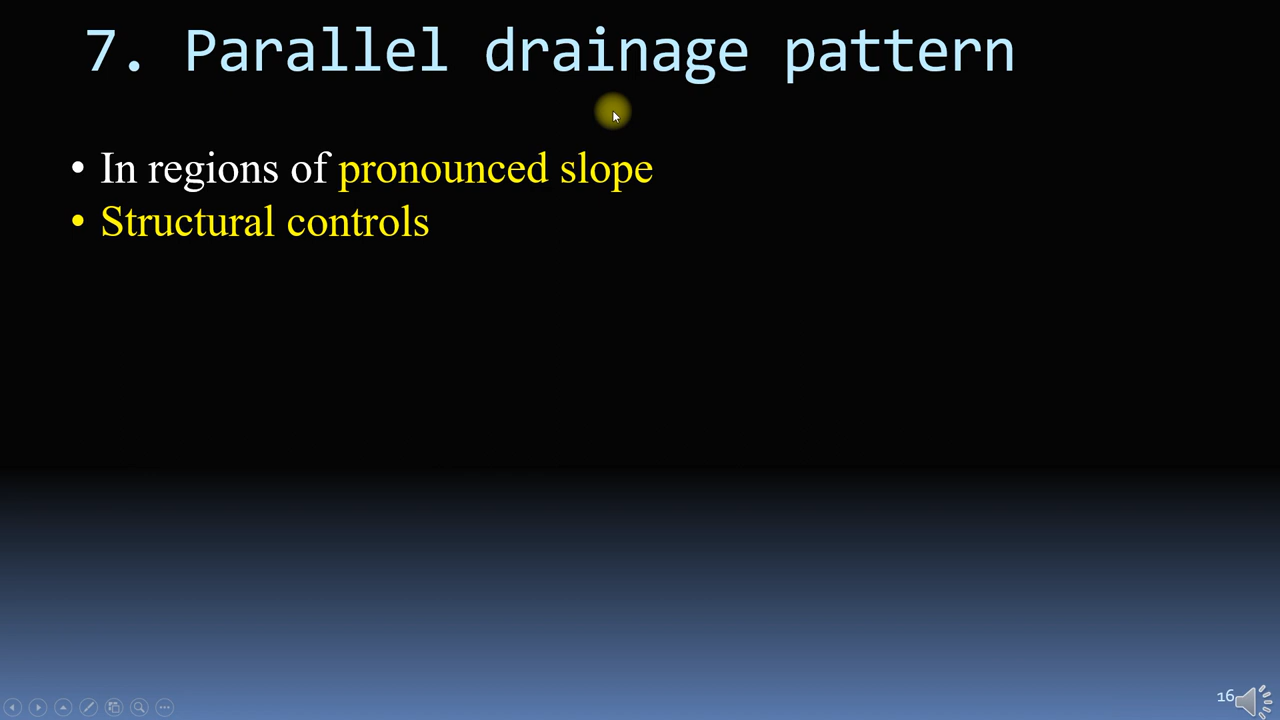 7. Parallel drainage pattern
• In regions of pronounced slope
• Structural controls
16